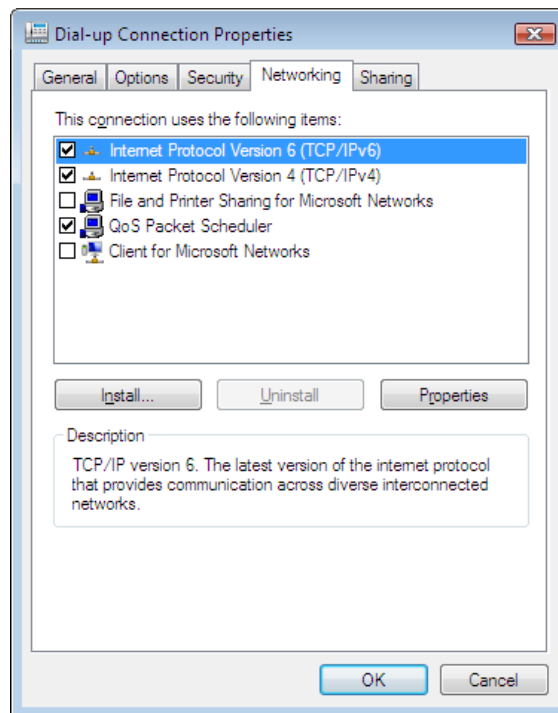 Dial-up Connection Properties
General Options Security Networking Sharing
This connection uses the following items:
Internet Protocol Version 6 (TCP/IPv6)
Internet Protocol Version 4 (TCP/IPv4)
File and Printer Sharing for Microsoft Networks
QoS Packet Scheduler
Client for Microsoft Networks
Install... Uninstall Properties
Description
TCP/IP version 6. The latest version of the internet protocol
that provides communication across diverse interconnected
networks.
OK Cancel